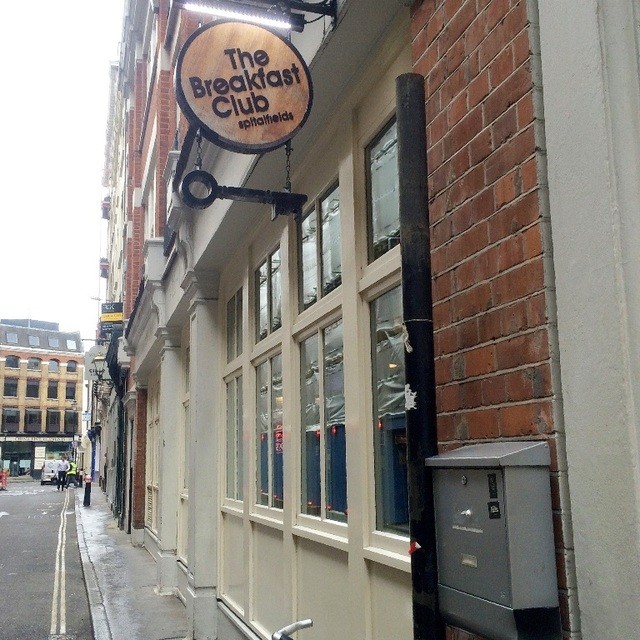 The
Breakfast
Club
spitalfields